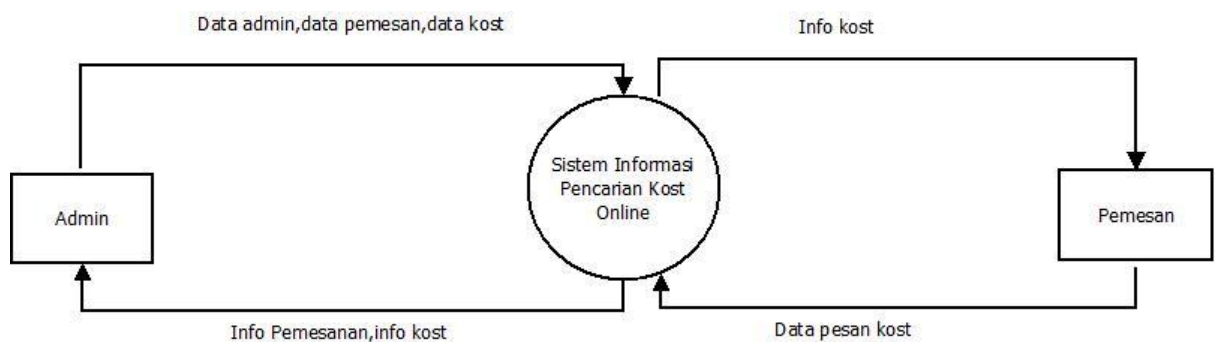 Data admin,data pemesan,data kost
Info kost
Sistem Informasi
Pencarian Kost
Online
Admin
Pemesan
Info Pemesanan,info kost
Data pesan kost